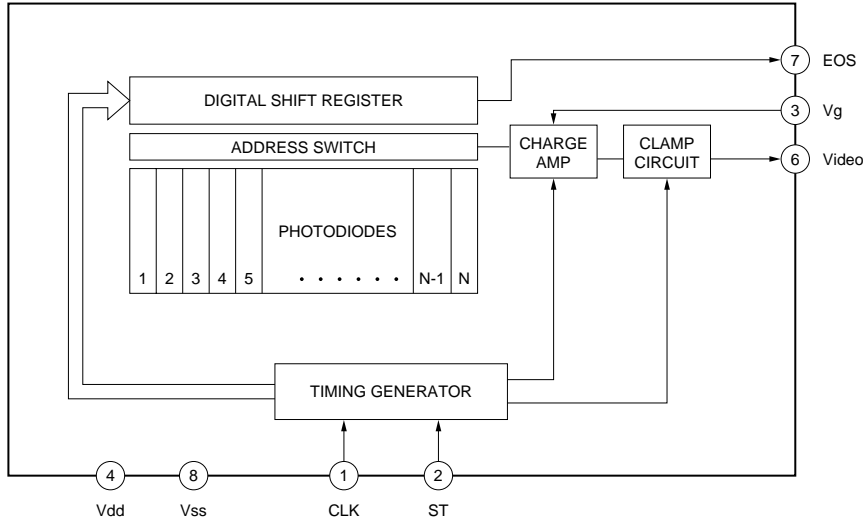 7 EOS
DIGITAL SHIFT REGISTER
3 Vg
ADDRESS SWITCH
CHARGE
AMP
CLAMP
CIRCUIT
6 Video
PHOTODIODES
1 2 3 4 5 · · · · · · N-1 N
TIMING GENERATOR
4 8 1 2
Vdd Vss CLK ST